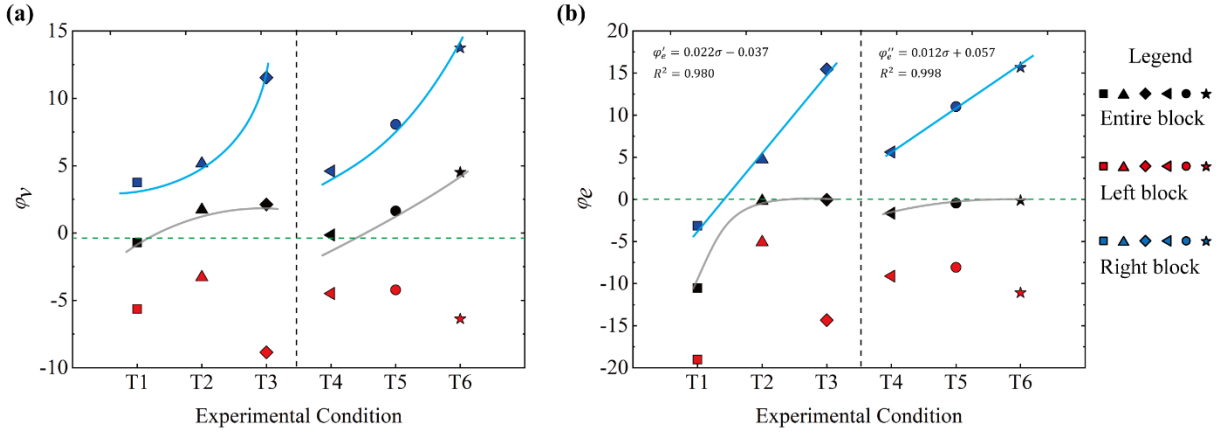 (a)
φv
15
10
5
0
-5
-10
T1 T2 T3 T4 T5 T6
Experimental Condition
(b)
φe
20
15
10
5
0
-5
-10
-15
-20
φe′ = 0.022σ − 0.037
R² = 0.980
φe′′ = 0.012σ + 0.057
R² = 0.998
T1 T2 T3 T4 T5 T6
Experimental Condition
Legend
Entire block
Left block
Right block